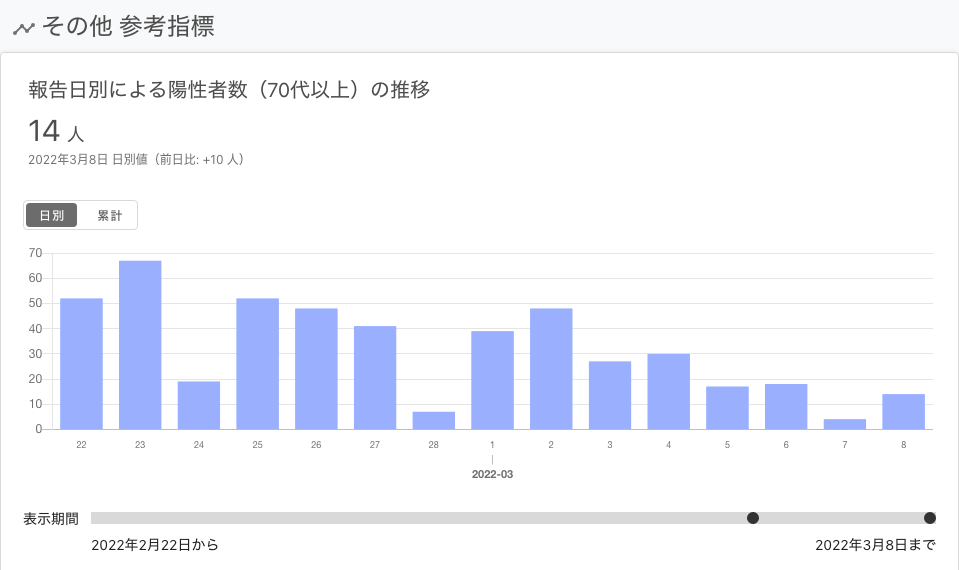 その他 参考指標
報告日別による陽性者数（70代以上）の推移
14 人
2022年3月8日 日別値（前日比: +10 人）
日別 累計
70
60
50
40
30
20
10
0
22 23 24 25 26 27 28 1 2 3 4 5 6 7 8
2022-03
表示期間
2022年2月22日から 2022年3月8日まで